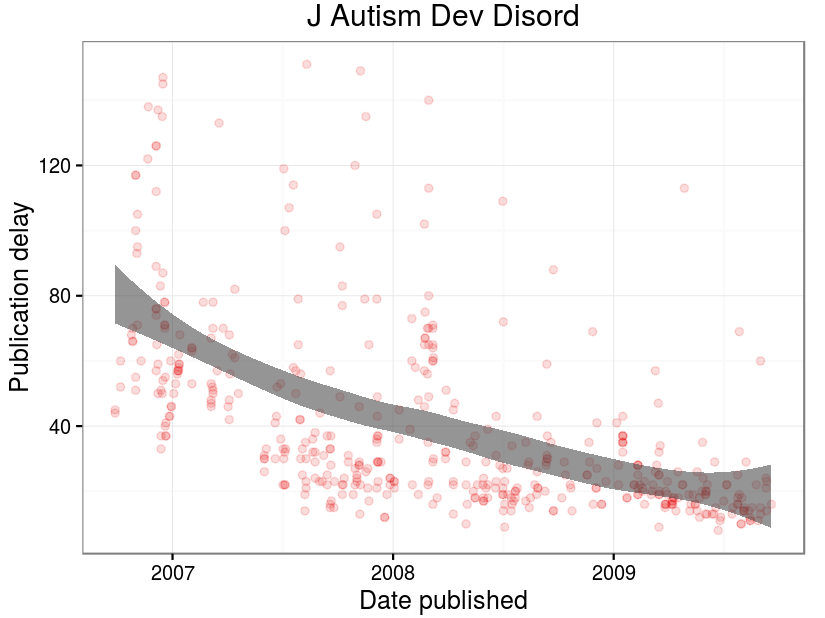 J Autism Dev Disord
Publication delay
120
80
40
2007 2008 2009
Date published